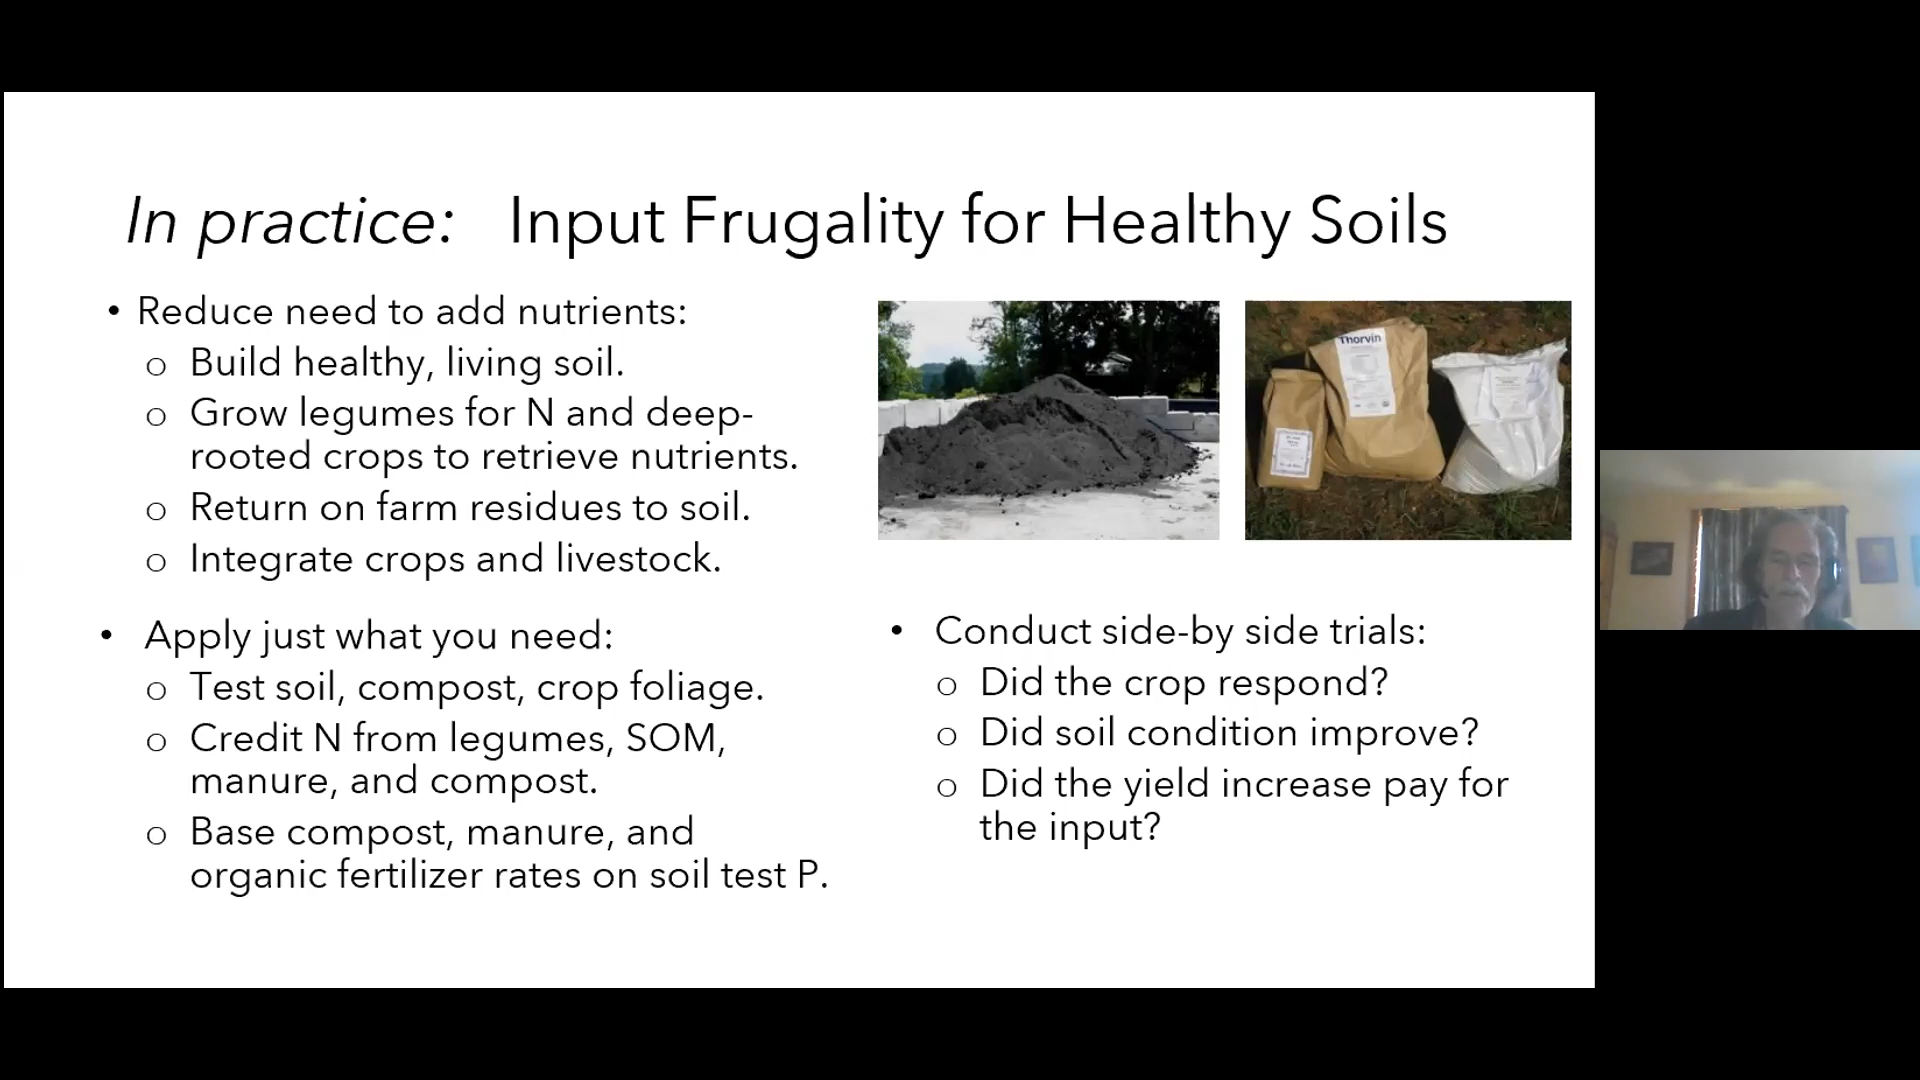 In practice: Input Frugality for Healthy Soils
• Reduce need to add nutrients:
o Build healthy, living soil.
o Grow legumes for N and deep-
rooted crops to retrieve nutrients.
o Return on farm residues to soil.
o Integrate crops and livestock.
• Apply just what you need:
o Test soil, compost, crop foliage.
o Credit N from legumes, SOM,
manure, and compost.
o Base compost, manure, and
organic fertilizer rates on soil test P.
Thorvin
• Conduct side-by side trials:
o Did the crop respond?
o Did soil condition improve?
o Did the yield increase pay for
the input?